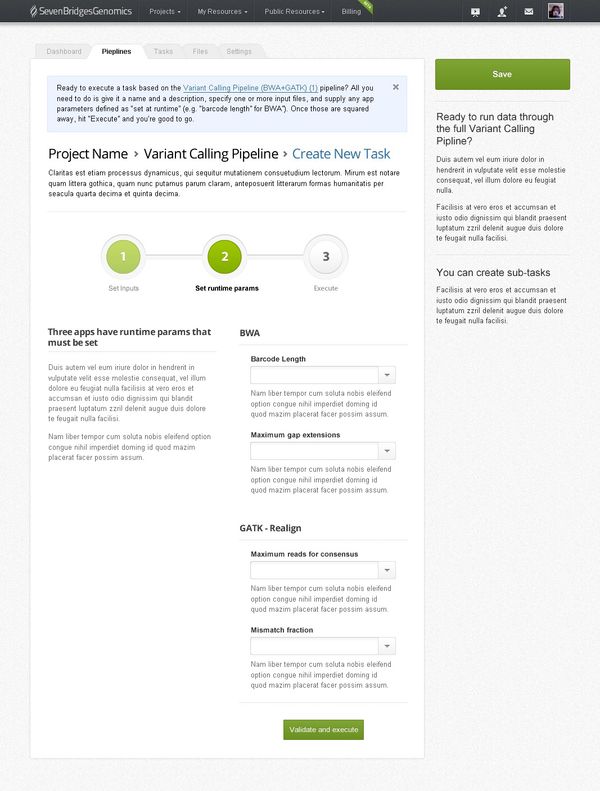 SevenBridgesGenomics Projects My Resources Public Resources Billing
BETA
Dashboard Pieplines Tasks Files Settings
Ready to execute a task based on the Variant Calling Pipeline (BWA+GATK) (1) pipeline? All you
need to do is give it a name and a description, specify one or more input files, and supply any app
parameters defined as "set at runtime" (e.g. "barcode length" for BWA"). Once those are squared
away, hit "Execute" and you're good to go.
Project Name > Variant Calling Pipeline > Create New Task
Claritas est etiam processus dynamicus, qui sequitur mutationem consuetudium lectorum. Mirum est notare
quam littera gothica, quam nunc putamus parum claram, anteposuerit litterarum formas humanitatis per
seacula quarta decima et quinta decima.
1 2 3
Set Inputs Set runtime params Execute
Three apps have runtime params that
must be set
Duis autem vel eum iriure dolor in hendrerit in
vulputate velit esse molestie consequat, vel illum
dolore eu feugiat nulla facilisis at vero eros et
accumsan et iusto odio dignissim qui blandit
praesent luptatum zzril delenit augue duis dolore
te feugait nulla facilisi.
Nam liber tempor cum soluta nobis eleifend option
congue nihil imperdiet doming id quod mazim
placerat facer possim assum.
BWA
Barcode Length
Nam liber tempor cum soluta nobis eleifend
option congue nihil imperdiet doming id
quod mazim placerat facer possim assum.
Maximum gap extensions
Nam liber tempor cum soluta nobis eleifend
option congue nihil imperdiet doming id
quod mazim placerat facer possim assum.
GATK - Realign
Maximum reads for consensus
Nam liber tempor cum soluta nobis eleifend
option congue nihil imperdiet doming id
quod mazim placerat facer possim assum.
Mismatch fraction
Nam liber tempor cum soluta nobis eleifend
option congue nihil imperdiet doming id
quod mazim placerat facer possim assum.
Validate and execute
Save
Ready to run data through
the full Variant Calling
Pipline?
Duis autem vel eum iriure dolor in
hendrerit in vulputate velit esse molestie
consequat, vel illum dolore eu feugiat
nulla.
Facilisis at vero eros et accumsan et
iusto odio dignissim qui blandit praesent
luptatum zzril delenit augue duis dolore
te feugait nulla facilisi.
You can create sub-tasks
Facilisis at vero eros et accumsan et
iusto odio dignissim qui blandit praesent
luptatum zzril delenit augue duis dolore
te feugait nulla facilisi.